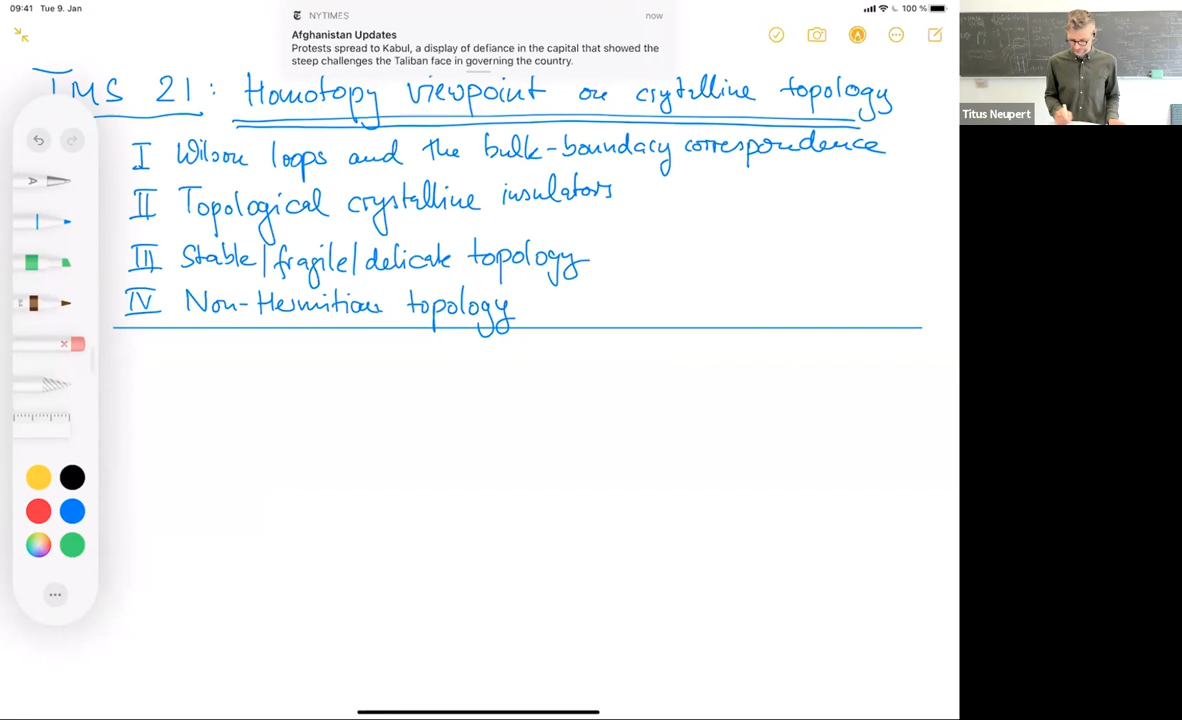 09:41 Tue 9. Jan
100 %
NYTIMES
now
Afghanistan Updates
Protests spread to Kabul, a display of defiance in the capital that showed the
steep challenges the Taliban face in governing the country.
TMS 21: Homotopy viewpoint on crytalline topology
I Wilson loops and the bulk-boundary correspondence
II Topological crystalline insulators
III Stable/fragile/delicate topology
IV Non-Hermitian topology
A
Titus Neupert